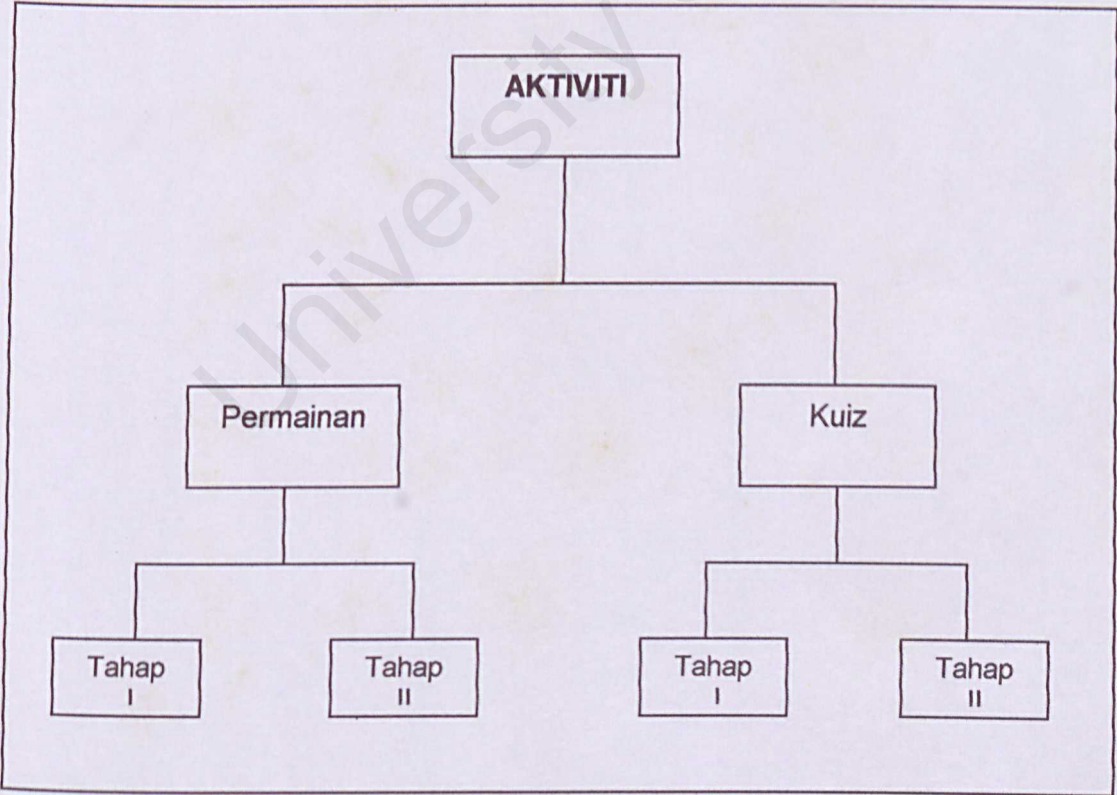 University
AKTIVITI
Permainan
Kuiz
Tahap
I
Tahap
II
Tahap
I
Tahap
II